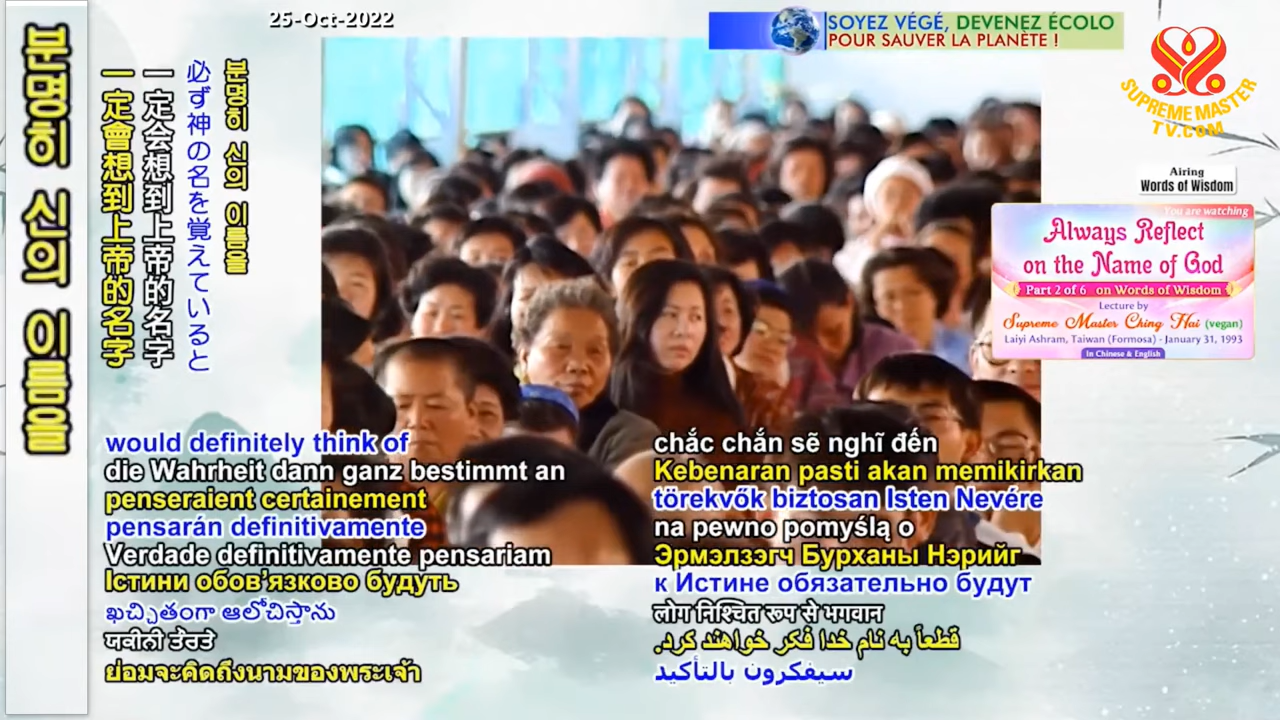 25-Oct-2022
SOYEZ VÉGÉ, DEVENEZ ÉCOLO
POUR SAUVER LA PLANÈTE !
SUPREME MASTER
TV.COM
Airing
Words of Wisdom
You are watching
Always Reflect
on the Name of God
Part 2 of 6 on Words of Wisdom
Lecture by
Supreme Master Ching Hai (vegan)
Laiyi Ashram, Taiwan (Formosa) - January 31, 1993
In Chinese & English
분명히 신의 이름을
분명히 신의 이름을
必ず神の名を覚えていると
一定会想到上帝的名字
一定會想到上帝的名字
would definitely think of
die Wahrheit dann ganz bestimmt an
penseraient certainement
pensarán definitivamente
Verdade definitivamente pensariam
Істини обов’язково будуть
ఖచ్చితంగా ఆలోచిస్తాను
ਯਕੀਨੀ ਤੌਰਤੇ
ย่อมจะคิดถึงนามของพระเจ้า
chắc chắn sẽ nghĩ đến
Kebenaran pasti akan memikirkan
törekvők biztosan Isten Nevére
na pewno pomyślą o
Эрмэлзэгч Бурханы Нэрийг
к Истине обязательно будут
लोग निश्चित रूप से भगवान
قطعاً به نام خدا فکر خواهند کرد.
سيفكرون بالتأكيد